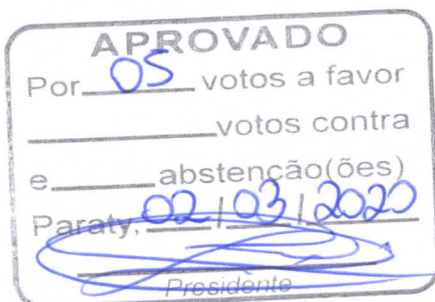 APROVADO
Por 05 votos a favor
votos contra
e abstenção(ões)
Paraty, 02 / 03 / 2020
Presidente